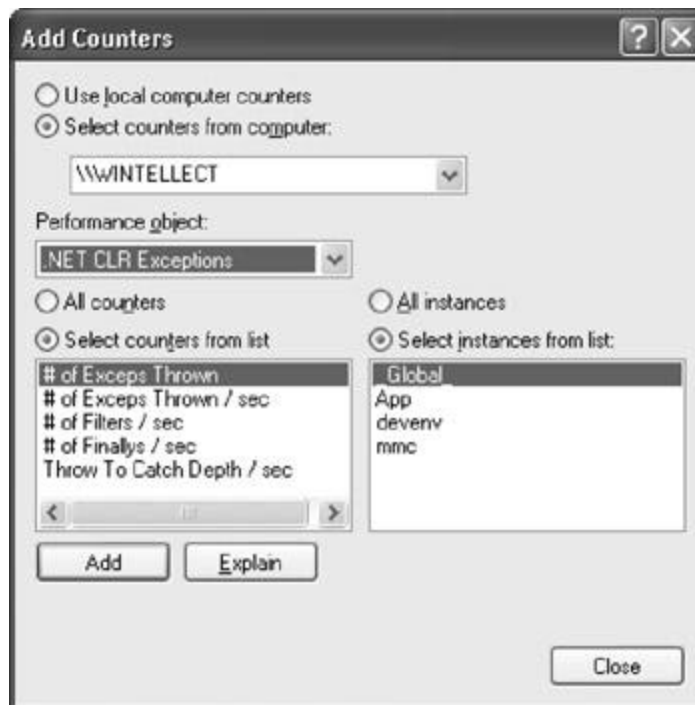 Add Counters
Use local computer counters
Select counters from computer:
\\WINTELLECT
Performance object:
.NET CLR Exceptions
All counters
All instances
Select counters from list
Select instances from list:
# of Exceps Thrown
# of Exceps Thrown / sec
# of Filters / sec
# of Finallys / sec
Throw To Catch Depth / sec
_Global_
App
devenv
mmc
Add
Explain
Close